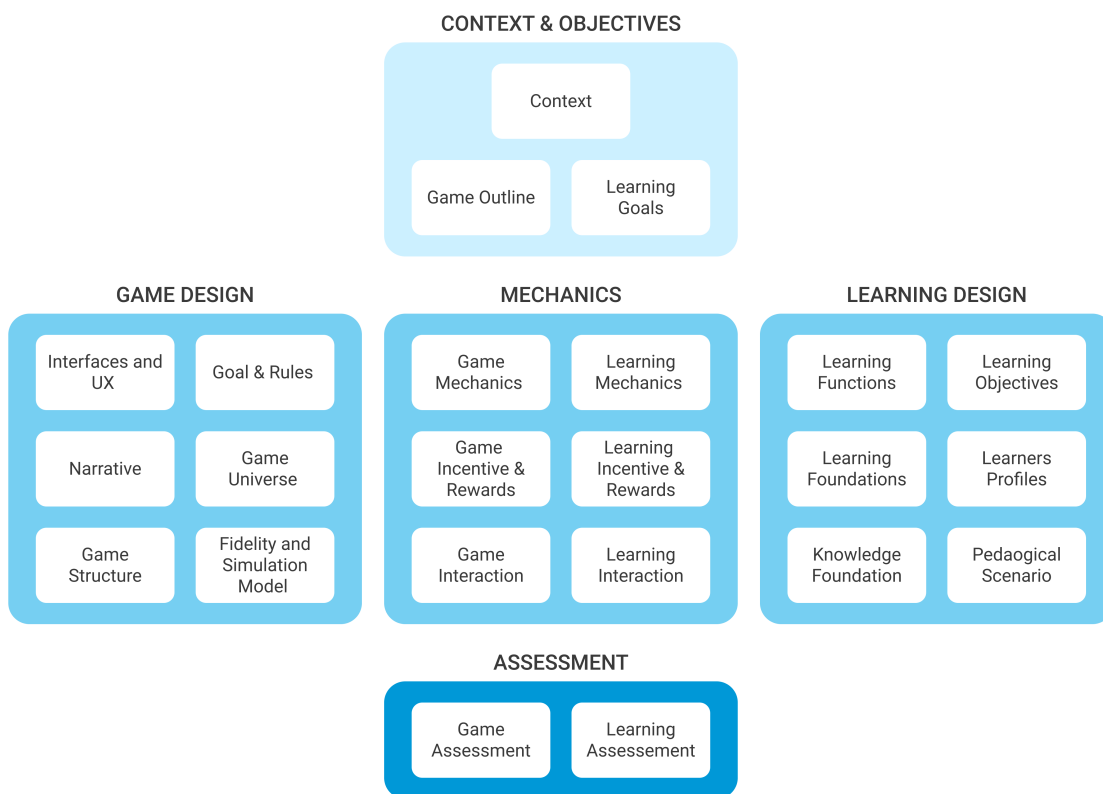 CONTEXT & OBJECTIVES
Context
Game Outline
Learning
Goals
GAME DESIGN
Interfaces and
UX
Goal & Rules
Narrative
Game
Universe
Game
Structure
Fidelity and
Simulation
Model
MECHANICS
Game
Mechanics
Learning
Mechanics
Game
Incentive &
Rewards
Learning
Incentive &
Rewards
Game
Interaction
Learning
Interaction
LEARNING DESIGN
Learning
Functions
Learning
Objectives
Learning
Foundations
Learners
Profiles
Knowledge
Foundation
Pedaogical
Scenario
ASSESSMENT
Game
Assessment
Learning
Assessement